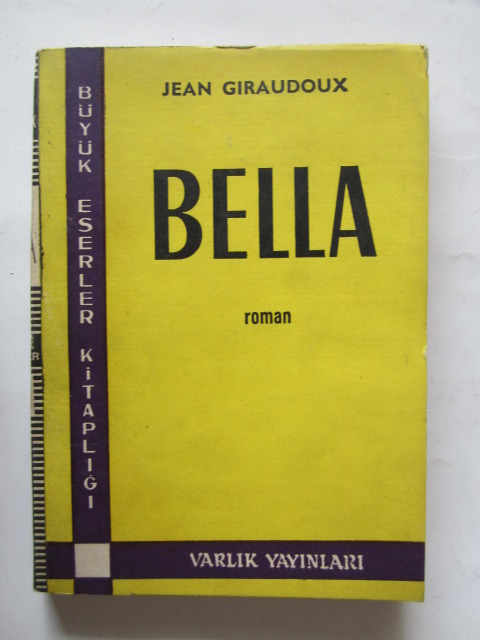 JEAN GIRAUDOUX
BELLA
roman
BÜYÜK ESERLER KİTAPLIĞI
VARLIK YAYINLARI